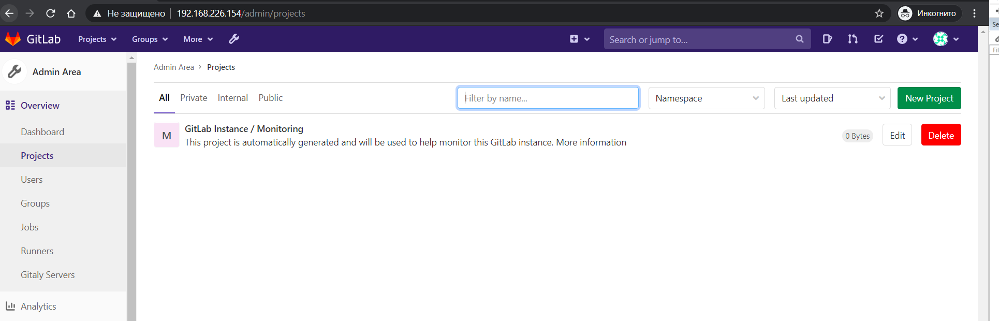 Не защищено 192.168.226.154/admin/projects Инкогнито
GitLab Projects Groups More Search or jump to...
Se
Fil
Admin Area
Overview
Dashboard
Projects
Users
Groups
Jobs
Runners
Gitaly Servers
Analytics
Admin Area > Projects
All Private Internal Public Filter by name... Namespace Last updated New Project
M
GitLab Instance / Monitoring
This project is automatically generated and will be used to help monitor this GitLab instance. More information
0 Bytes Edit Delete